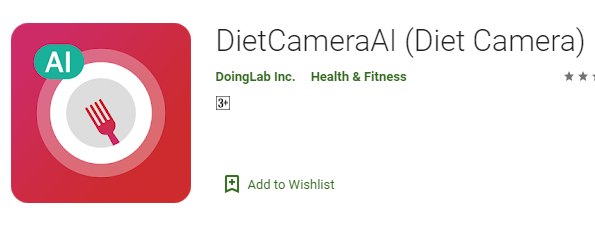 AI
DietCameraAI (Diet Camera)
DoingLab Inc. Health & Fitness
3+
Add to Wishlist